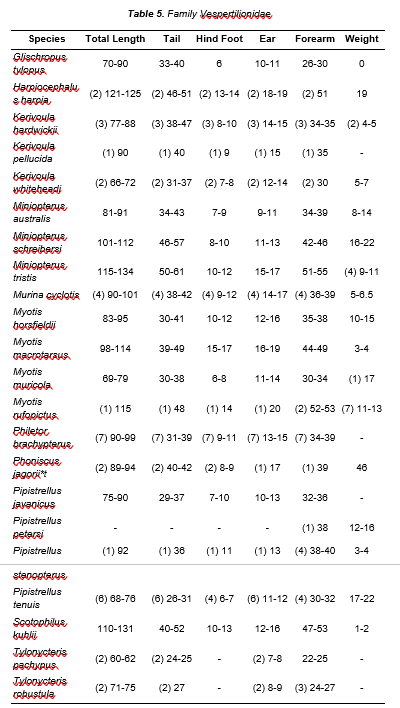 Table 5. Family Vespertilionidae
Species Total Length Tail Hind Foot Ear Forearm Weight
Glischropus
tylopus 70-90 33-40 6 10-11 26-30 0
Harpiocephalu
s harpia (2) 121-125 (2) 46-51 (2) 13-14 (2) 18-19 (2) 51 19
Kerivoula
hardwickii (3) 77-88 (3) 38-47 (3) 8-10 (3) 14-15 (3) 34-35 (2) 4-5
Kerivoula
pellucida (1) 90 (1) 40 (1) 9 (1) 15 (1) 35 -
Kerivoula
whiteheadi (2) 66-72 (2) 31-37 (2) 7-8 (2) 12-14 (2) 30 5-7
Miniopterus
australis 81-91 34-43 7-9 9-11 34-39 8-14
Miniopterus
schreibersi 101-112 46-57 8-10 11-13 42-46 16-22
Miniopterus
tristis 115-134 50-61 10-12 15-17 51-55 (4) 9-11
Murina cyclotis (4) 90-101 (4) 38-42 (4) 9-12 (4) 14-17 (4) 36-39 5-6.5
Myotis
horsfieldii 83-95 30-41 10-12 12-16 35-38 10-15
Myotis
macrotarsus 98-114 39-49 15-17 16-19 44-49 3-4
Myotis
muricola 69-79 30-38 6-8 11-14 30-34 (1) 17
Myotis
rufopictus (1) 115 (1) 48 (1) 14 (1) 20 (2) 52-53 (7) 11-13
Philetor
brachypterus (7) 90-99 (7) 31-39 (7) 9-11 (7) 13-15 (7) 34-39 -
Phoniscus
jagorii*t (2) 89-94 (2) 40-42 (2) 8-9 (1) 17 (1) 39 46
Pipistrellus
javanicus 75-90 29-37 7-10 10-13 32-36 -
Pipistrellus
petersi - - - - (1) 38 12-16
Pipistrellus (1) 92 (1) 36 (1) 11 (1) 13 (4) 38-40 3-4
stenopterus
Pipistrellus
tenuis (6) 68-76 (6) 26-31 (4) 6-7 (6) 11-12 (4) 30-32 17-22
Scotophilus
kuhlii 110-131 40-52 10-13 12-16 47-53 1-2
Tylonycteris
pachypus (2) 60-62 (2) 24-25 - (2) 7-8 22-25 -
Tylonycteris
robustula (2) 71-75 (2) 27 - (2) 8-9 (3) 24-27 -